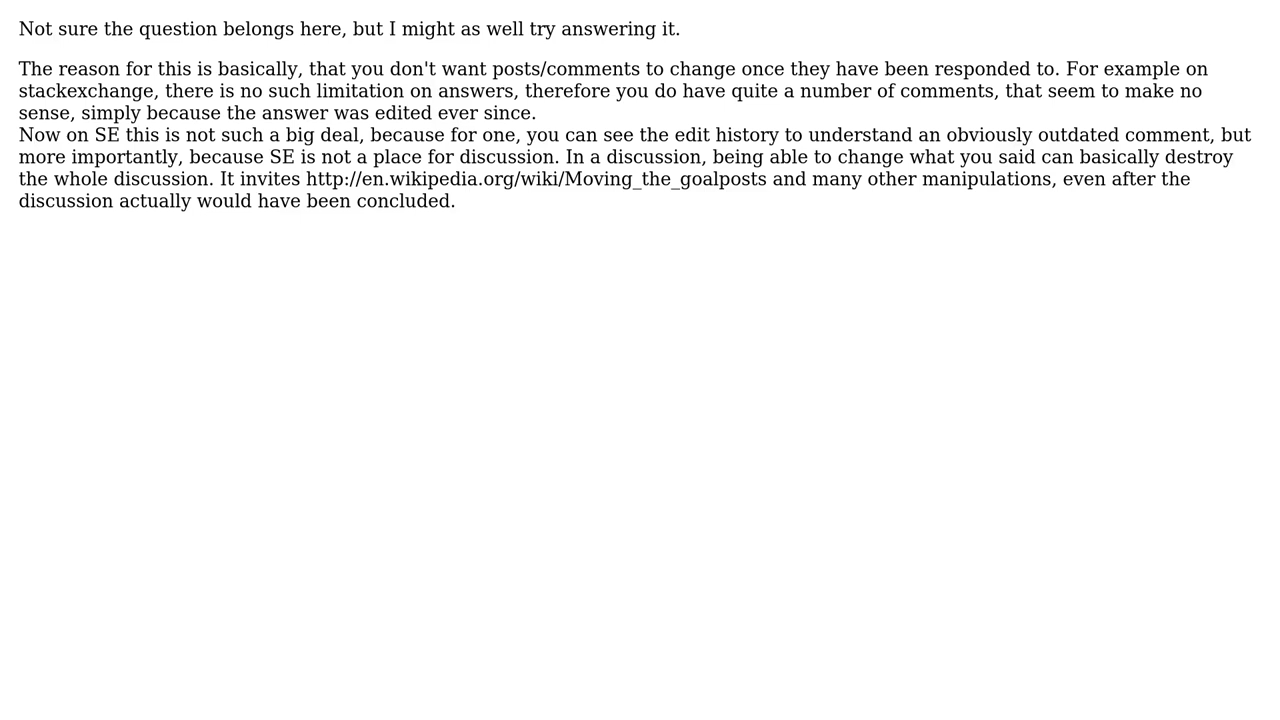 Not sure the question belongs here, but I might as well try answering it.
The reason for this is basically, that you don't want posts/comments to change once they have been responded to. For example on
stackexchange, there is no such limitation on answers, therefore you do have quite a number of comments, that seem to make no
sense, simply because the answer was edited ever since.
Now on SE this is not such a big deal, because for one, you can see the edit history to understand an obviously outdated comment, but
more importantly, because SE is not a place for discussion. In a discussion, being able to change what you said can basically destroy
the whole discussion. It invites http://en.wikipedia.org/wiki/Moving_the_goalposts and many other manipulations, even after the
discussion actually would have been concluded.